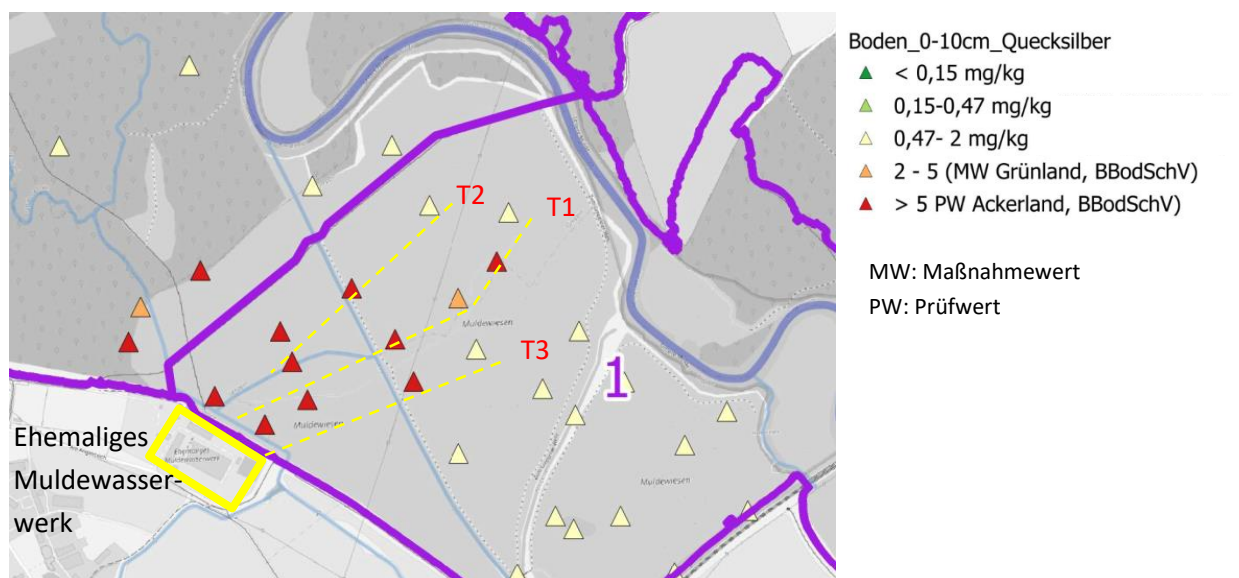 Boden_0-10cm_Quecksilber
< 0,15 mg/kg
0,15-0,47 mg/kg
0,47- 2 mg/kg
2 - 5 (MW Grünland, BBodSchV)
> 5 PW Ackerland, BBodSchV)
MW: Maßnahmewert
PW: Prüfwert
T2
T1
Muldewiesen
T3
1
Muldewiesen
Ehemaliges
Muldewasser-
werk
Ehemaliges
Muldewasserwerk
Muldewiesen